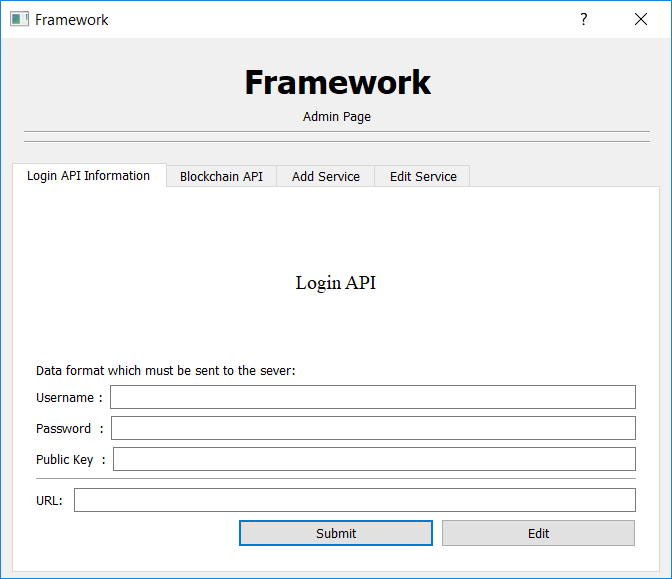 Framework
?
Framework
Admin Page
Login API Information Blockchain API Add Service Edit Service
Login API
Data format which must be sent to the sever:
Username :
Password :
Public Key :
URL:
Submit Edit